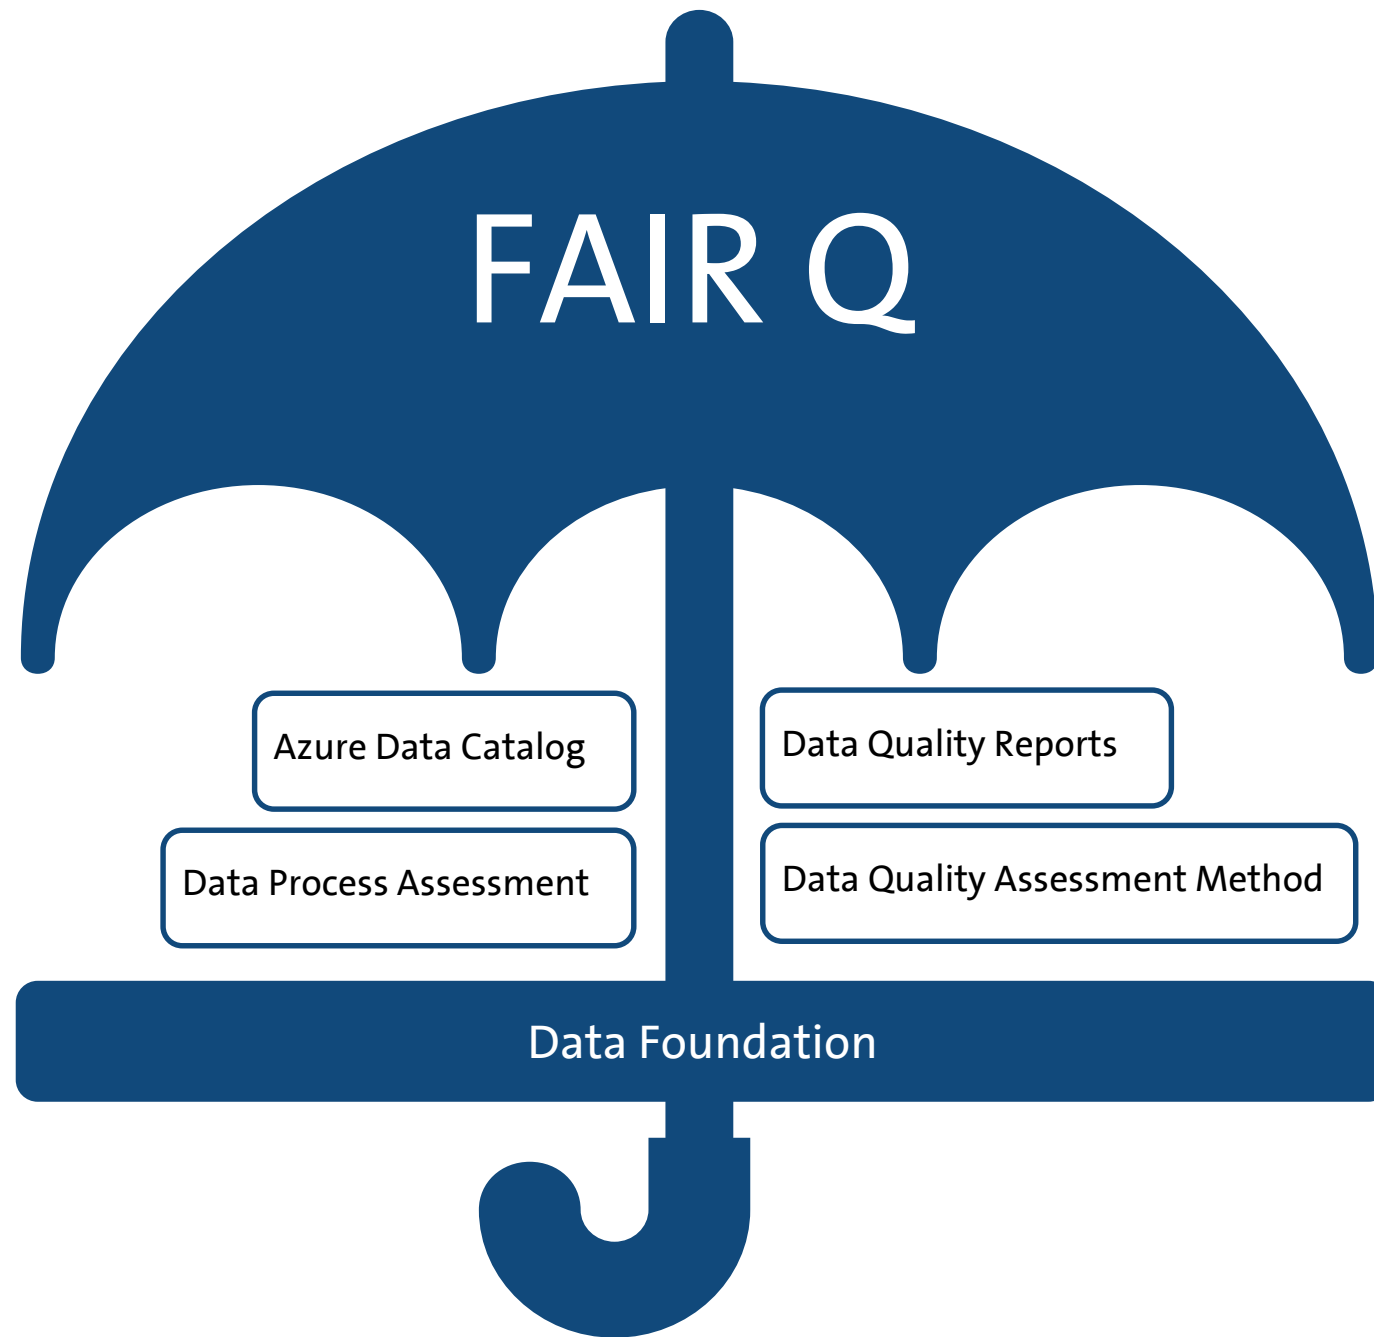 FAIR Q
Azure Data Catalog
Data Quality Reports
Data Process Assessment
Data Quality Assessment Method
Data Foundation